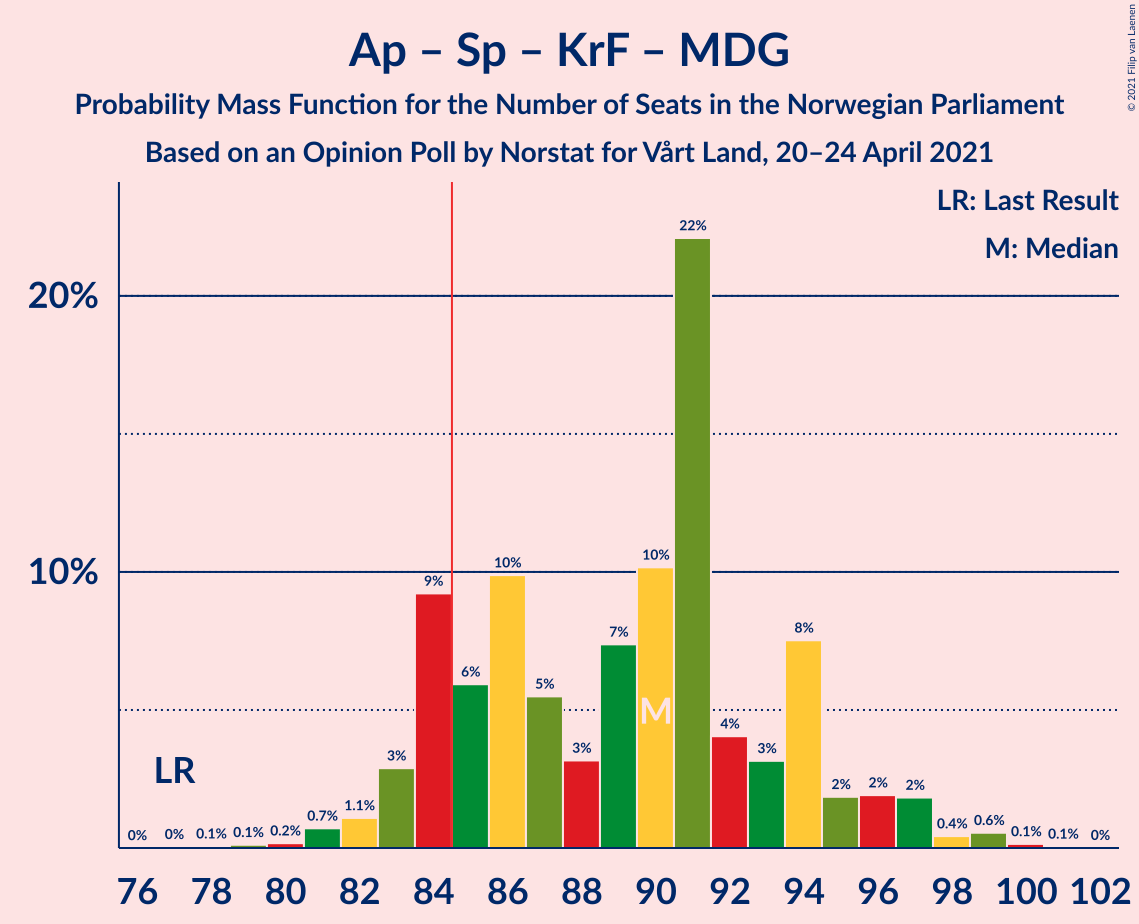 Ap – Sp – KrF – MDG
Probability Mass Function for the Number of Seats in the Norwegian Parliament
Based on an Opinion Poll by Norstat for Vårt Land, 20–24 April 2021
© 2021 Filip van Laenen
LR: Last Result
M: Median
20%
10%
LR
M
0% 0% 0.1% 0.1% 0.2% 0.7% 1.1% 3% 9% 6% 10% 5% 3% 7% 10% 22% 4% 3% 8% 2% 2% 2% 0.4% 0.6% 0.1% 0.1% 0%
76 78 80 82 84 86 88 90 92 94 96 98 100 102